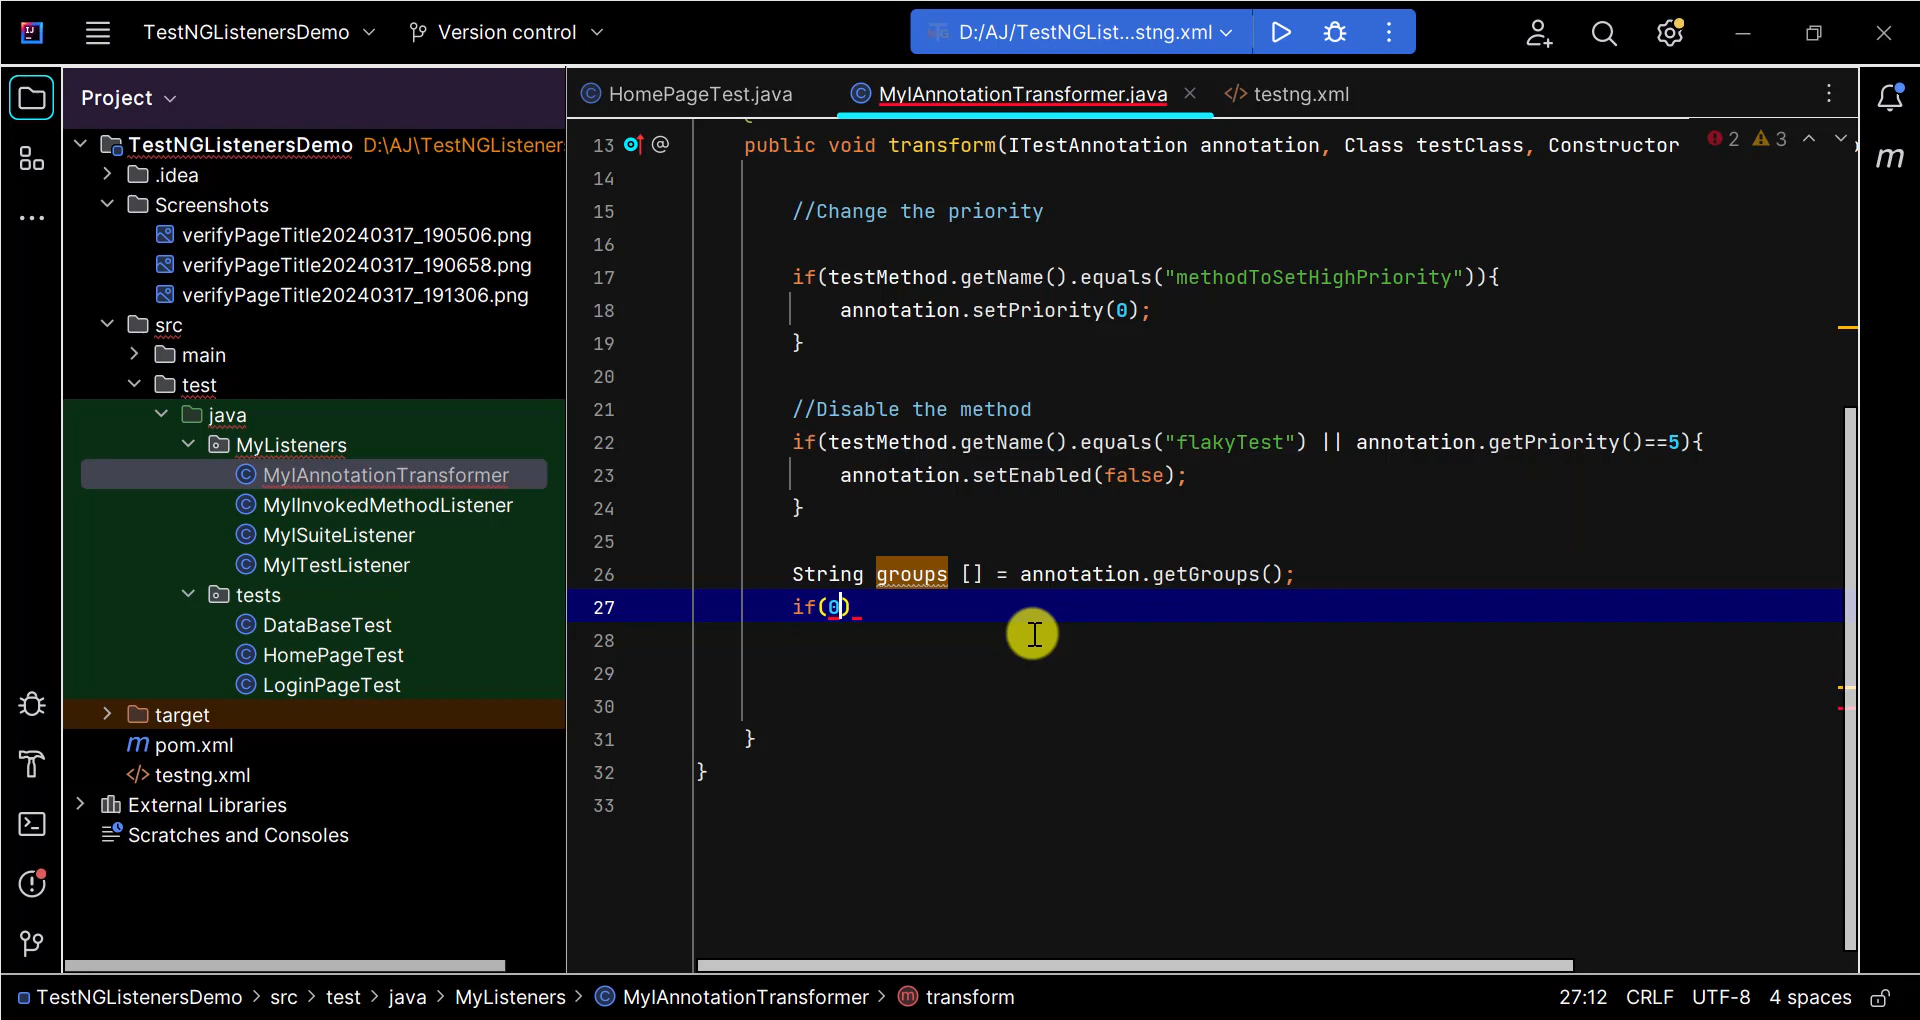 TestNGListenersDemo
Version control
D:/AJ/TestNGList...stng.xml
Project
HomePageTest.java
MyIAnnotationTransformer.java
testng.xml
TestNGListenersDemo D:\AJ\TestNGListener
.idea
Screenshots
verifyPageTitle20240317_190506.png
verifyPageTitle20240317_190658.png
verifyPageTitle20240317_191306.png
src
main
test
java
MyListeners
MyIAnnotationTransformer
MyIInvokedMethodListener
MyISuiteListener
MyITestListener
tests
DataBaseTest
HomePageTest
LoginPageTest
target
pom.xml
testng.xml
External Libraries
Scratches and Consoles
13 public void transform(ITestAnnotation annotation, Class testClass, Constructor
2 3
14
15 //Change the priority
16
17 if(testMethod.getName().equals("methodToSetHighPriority")){
18 annotation.setPriority(0);
19 }
20
21 //Disable the method
22 if(testMethod.getName().equals("flakyTest") || annotation.getPriority()==5){
23 annotation.setEnabled(false);
24 }
25
26 String groups [] = annotation.getGroups();
27 if(0)
28
29
30
31 }
32 }
33
TestNGListenersDemo > src > test > java > MyListeners > MyIAnnotationTransformer > transform
27:12 CRLF UTF-8 4 spaces